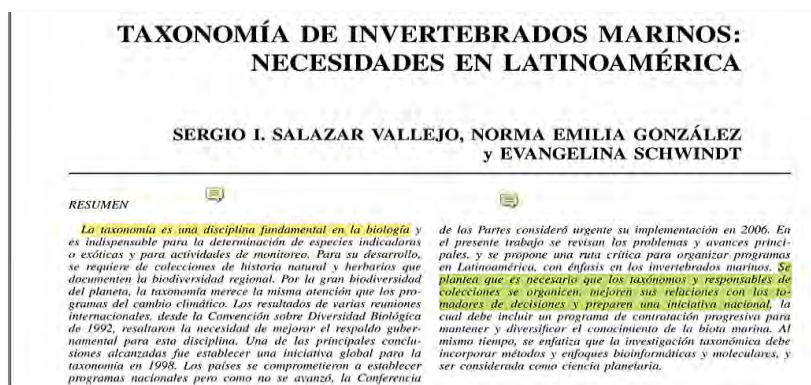 TAXONOMÍA DE INVERTEBRADOS MARINOS:
NECESIDADES EN LATINOAMÉRICA
SERGIO I. SALAZAR VALLEJO, NORMA EMILIA GONZÁLEZ
y EVANGELINA SCHWINDT
RESUMEN
La taxonomía es una disciplina fundamental en la biología y
es indispensable para la determinación de especies indicadoras
o exóticas y para actividades de monitoreo. Para su desarrollo,
se requiere de colecciones de historia natural y herbarios que
documenten la biodiversidad regional. Por la gran biodiversidad
del planeta, la taxonomía merece la misma atención que los pro-
gramas del cambio climático. Los resultados de varias reuniones
internacionales, desde la Convención sobre Diversidad Biológica
de 1992, resaltaron la necesidad de mejorar el respaldo guber-
namental para esta disciplina. Una de las principales conclu-
siones alcanzadas fue establecer una iniciativa global para la
taxonomía en 1998. Los países se comprometieron a establecer
programas nacionales pero como no se avanzó, la Conferencia
de las Partes consideró urgente su implementación en 2006. En
el presente trabajo se revisan los problemas y avances princi-
pales, y se propone una ruta crítica para organizar programas
en Latinoamérica, con énfasis en los invertebrados marinos. Se
plantea que es necesario que los taxónomos y responsables de
colecciones se organicen, mejoren sus relaciones con los to-
madores de decisiones y preparen una iniciativa nacional, la
cual debe incluir un programa de contratación progresiva para
mantener y diversificar el conocimiento de la biota marina. Al
mismo tiempo, se enfatiza que la investigación taxonómica debe
incorporar métodos y enfoques bioinformáticos y moleculares, y
ser considerada como ciencia planetaria.